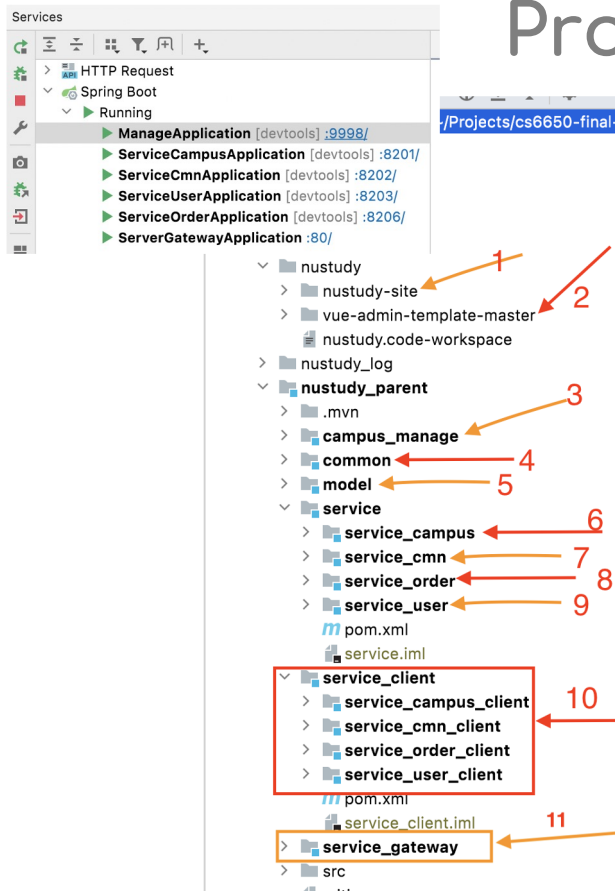 Services
Pro
HTTP Request
Spring Boot
Running
ManageApplication [devtools] :9998/
ServiceCampusApplication [devtools] :8201/
ServiceCmnApplication [devtools] :8202/
ServiceUserApplication [devtools] :8203/
ServiceOrderApplication [devtools] :8206/
ServerGatewayApplication :80/
~/Projects/cs6650-final-
nustudy
1
nustudy-site
2
vue-admin-template-master
nustudy.code-workspace
nustudy_log
nustudy_parent
.mvn
3
campus_manage
common 4
model 5
service
service_campus 6
service_cmn 7
service_order 8
service_user 9
pom.xml
service.iml
service_client
service_campus_client 10
service_cmn_client
service_order_client
service_user_client
pom.xml
service_client.iml 11
service_gateway
src